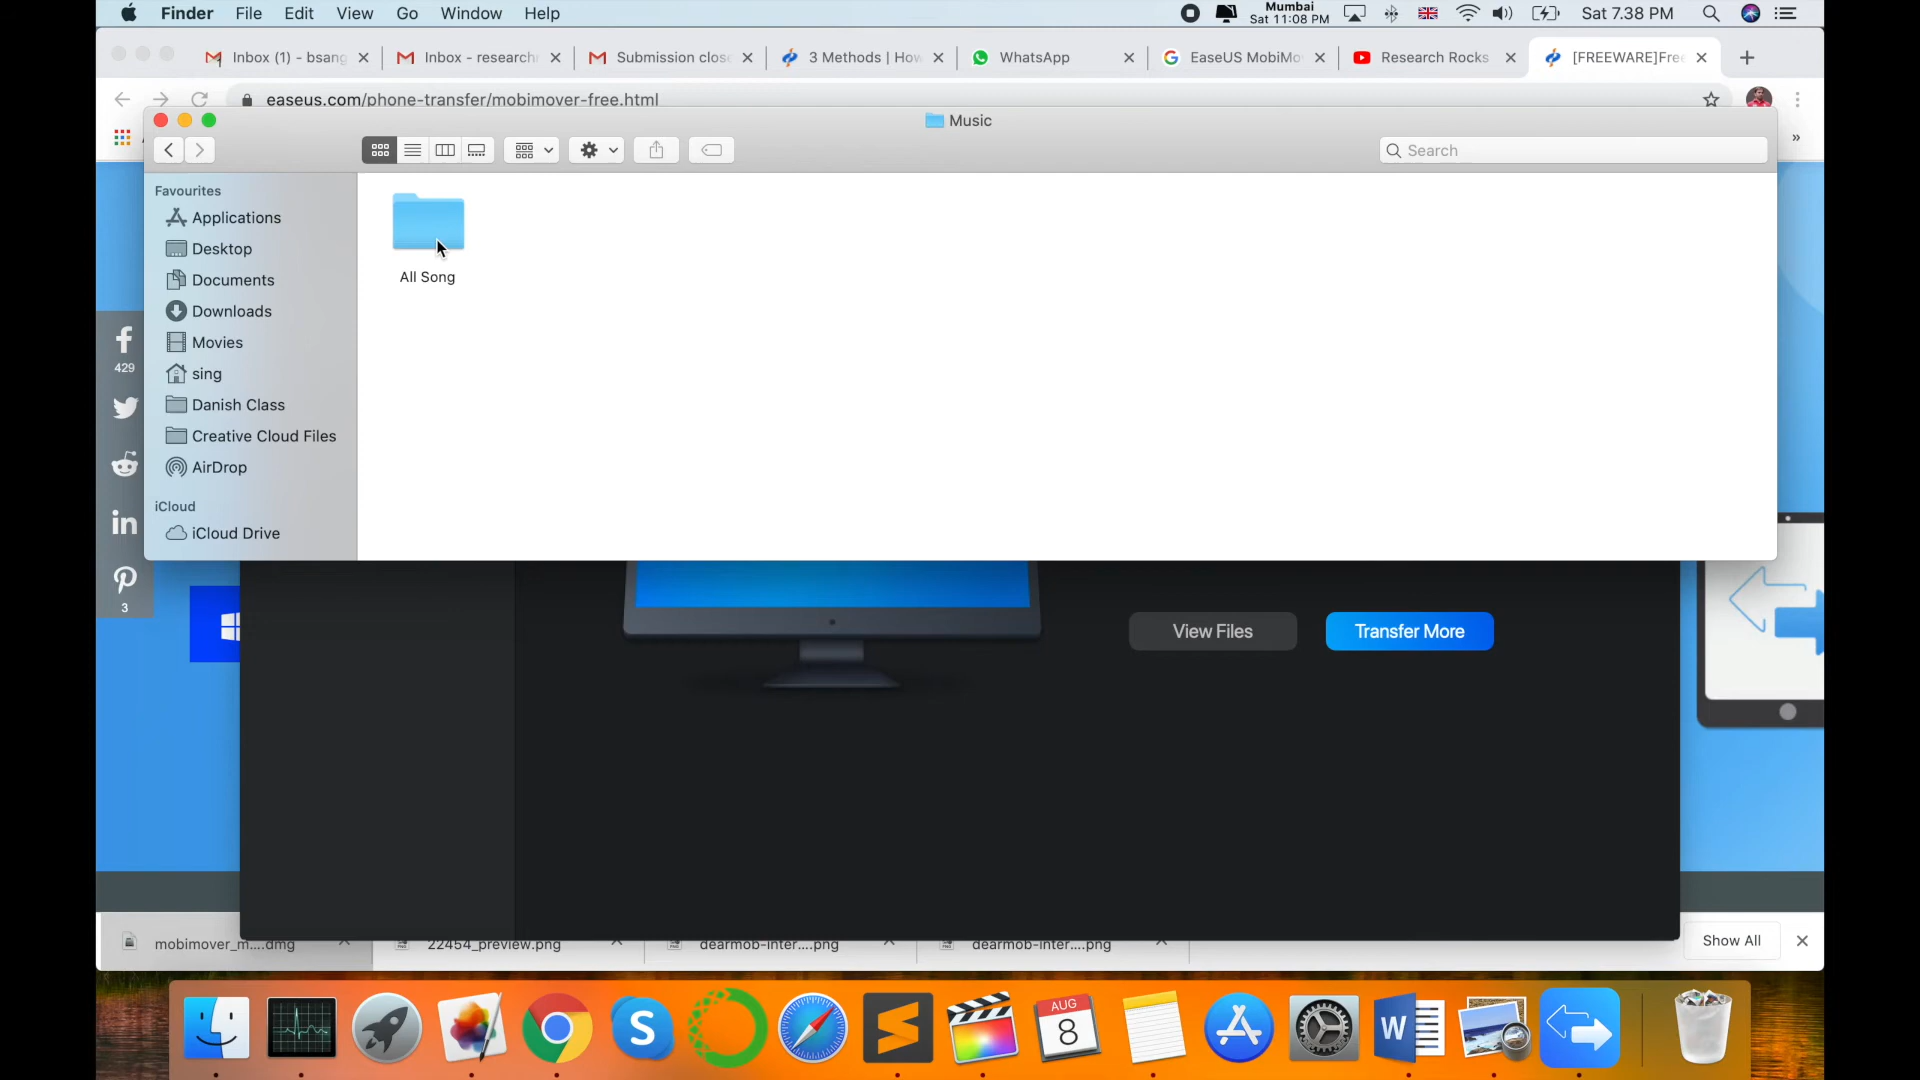 Finder File Edit View Go Window Help
Mumbai
Sat 11:08 PM
Sat 7.38 PM
Inbox (1) - bsang
Inbox - research
Submission clos
3 Methods | How
WhatsApp
EaseUS MobiMo
Research Rocks
[FREEWARE]Free
easeus.com/phone-transfer/mobimover-free.html
Music
Search
Favourites
Applications
Desktop
Documents
Downloads
Movies
sing
Danish Class
Creative Cloud Files
AirDrop
iCloud
iCloud Drive
All Song
429
3
View Files
Transfer More
mobimover_m....dmg
22454_preview.png
dearmob-inter....png
dearmob-inter....png
Show All
AUG
8